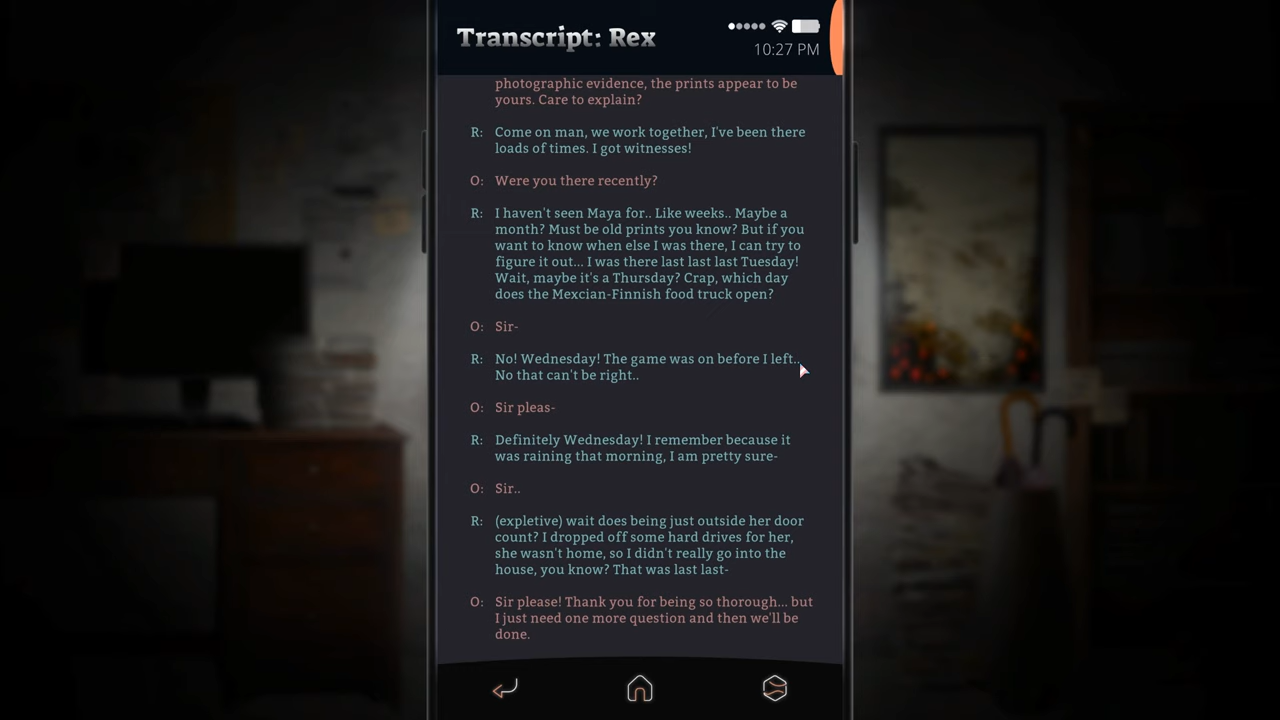 Transcript: Rex
10:27 PM
photographic evidence, the prints appear to be
yours. Care to explain?
R: Come on man, we work together, I've been there
loads of times. I got witnesses!
O: Were you there recently?
R: I haven't seen Maya for.. Like weeks.. Maybe a
month? Must be old prints you know? But if you
want to know when else I was there, I can try to
figure it out... I was there last last last Tuesday!
Wait, maybe it's a Thursday? Crap, which day
does the Mexcian-Finnish food truck open?
O: Sir-
R: No! Wednesday! The game was on before I left..
No that can't be right..
O: Sir pleas-
R: Definitely Wednesday! I remember because it
was raining that morning, I am pretty sure-
O: Sir..
R: (expletive) wait does being just outside her door
count? I dropped off some hard drives for her,
she wasn't home, so I didn't really go into the
house, you know? That was last last-
O: Sir please! Thank you for being so thorough... but
I just need one more question and then we'll be
done.